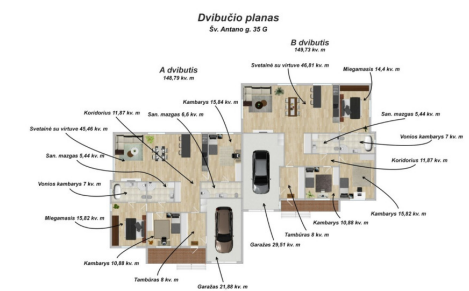 Dvibučio planas
Šv. Antano g. 35 G
B dvibutis
149,73 kv. m
Svetainė su virtuve 46,81 kv. m
Miegamasis 14,4 kv. m
A dvibutis
148,79 kv. m
Kambarys 15,84 kv. m
Koridorius 11,87 kv. m
San. mazgas 6,6 kv. m
San. mazgas 5,44 kv. m
Svetainė su virtuve 45,46 kv. m
Vonios kambarys 7 kv. m
San. mazgas 5,44 kv. m
Koridorius 11,87 kv. m
Vonios kambarys 7 kv. m
Kambarys 15,82 kv. m
Miegamasis 15,82 kv. m
Kambarys 10,88 kv. m
Tambūras 8 kv. m
Garažas 29,51 kv. m
Kambarys 10,88 kv. m
Tambūras 8 kv. m
Garažas 21,88 kv. m